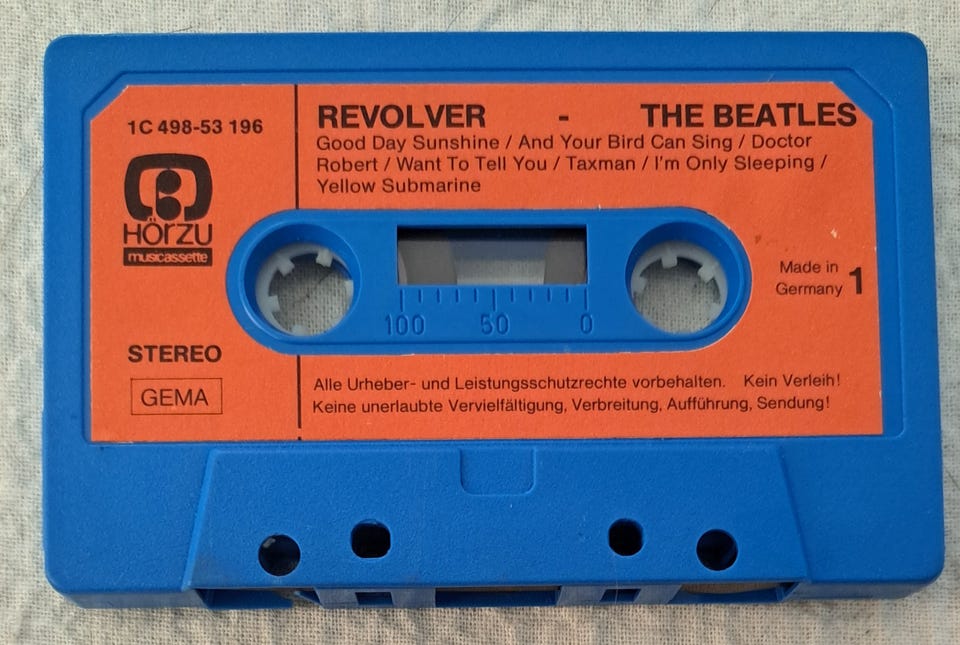 1C 498-53 196
HÖRZU
musicassette
STEREO
GEMA
REVOLVER - THE BEATLES
Good Day Sunshine / And Your Bird Can Sing / Doctor
Robert / Want To Tell You / Taxman / I'm Only Sleeping /
Yellow Submarine
100 50 0
Made in
Germany 1
Alle Urheber- und Leistungsschutzrechte vorbehalten. Kein Verleih!
Keine unerlaubte Vervielfältigung, Verbreitung, Aufführung, Sendung!